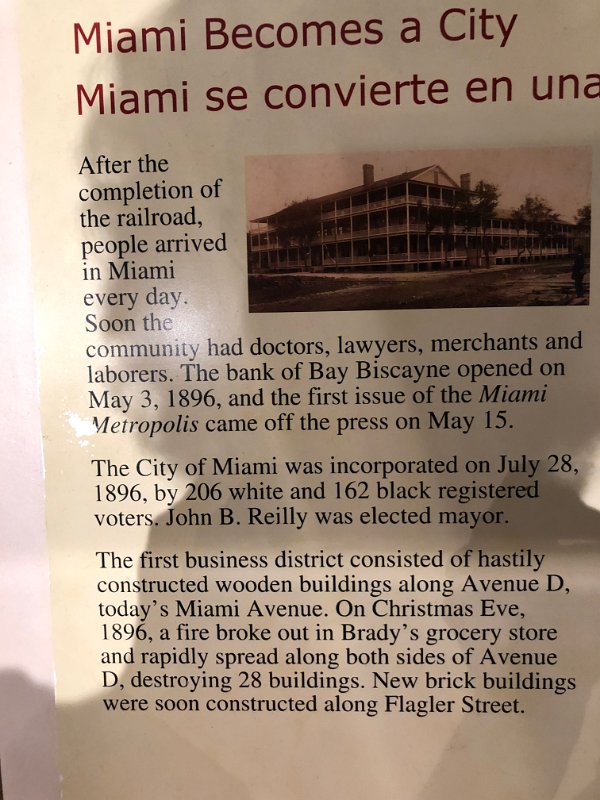 Miami Becomes a City
Miami se convierte en una
After the
completion of
the railroad,
people arrived
in Miami
every day.
Soon the
community had doctors, lawyers, merchants and
laborers. The bank of Bay Biscayne opened on
May 3, 1896, and the first issue of the Miami
Metropolis came off the press on May 15.
The City of Miami was incorporated on July 28,
1896, by 206 white and 162 black registered
voters. John B. Reilly was elected mayor.
The first business district consisted of hastily
constructed wooden buildings along Avenue D,
today's Miami Avenue. On Christmas Eve,
1896, a fire broke out in Brady's grocery store
and rapidly spread along both sides of Avenue
D, destroying 28 buildings. New brick buildings
were soon constructed along Flagler Street.